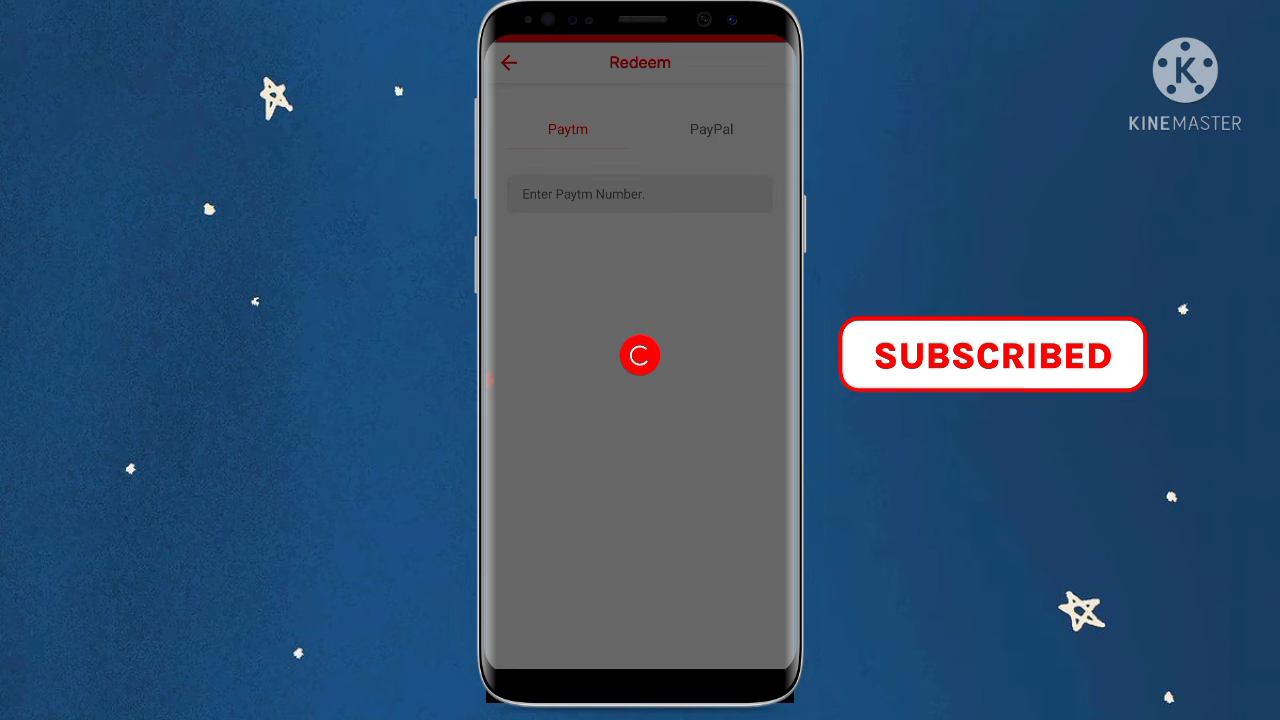 Redeem
Paytm
PayPal
Enter Paytm Number.
K
KINEMASTER
SUBSCRIBED